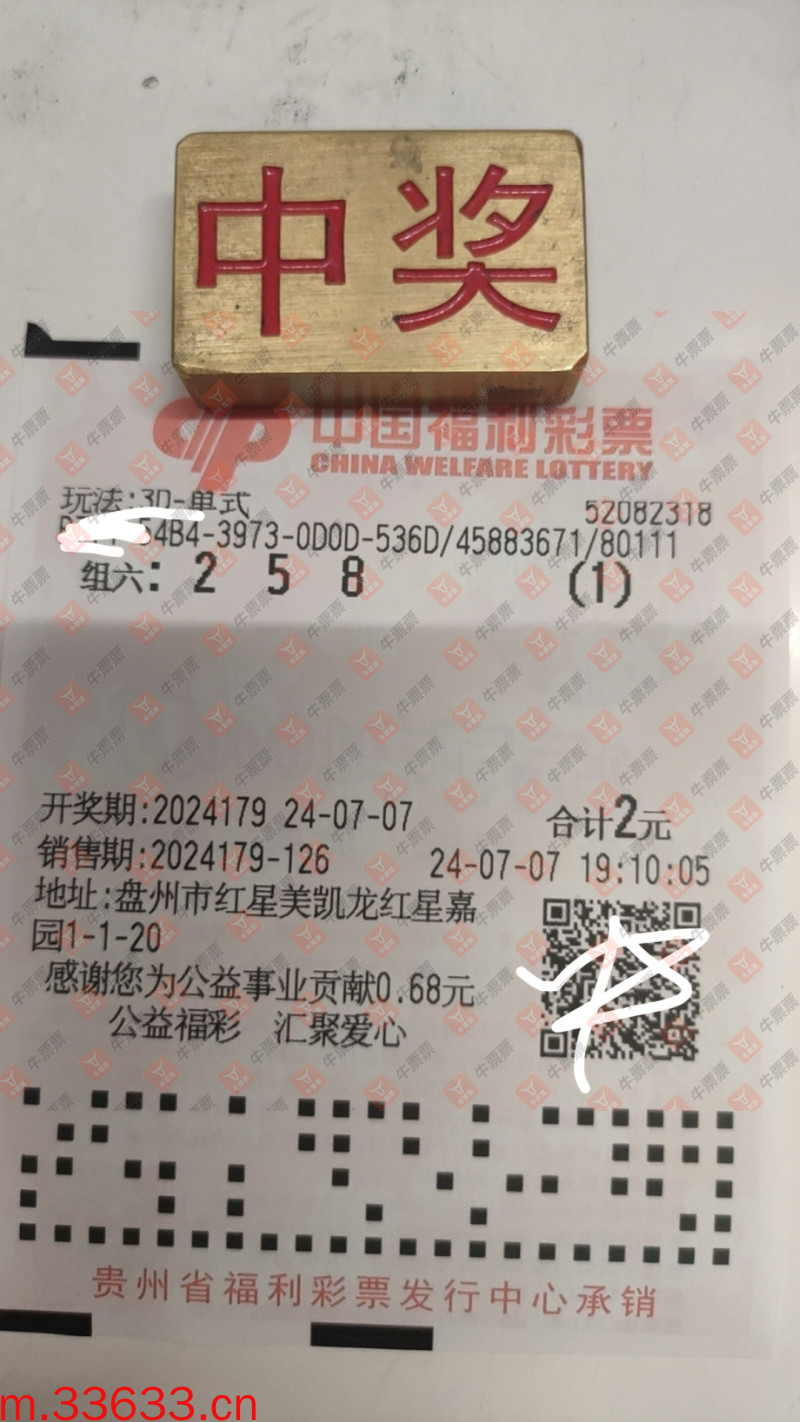 中奖
中国福利彩票
CHINA WELFARE LOTTERY
玩法:3D-单式
52082318
54B4-3973-0D0D-536D/45883671/80111
组六: 2 5 8 (1)
开奖期:2024179 24-07-07 合计2元
销售期:2024179-126 24-07-07 19:10:05
地址:盘州市红星美凯龙红星嘉
园1-1-20
感谢您为公益事业贡献0.68元
公益福彩 汇聚爱心
贵州省福利彩票发行中心承销
m.33633.cn
牛票票